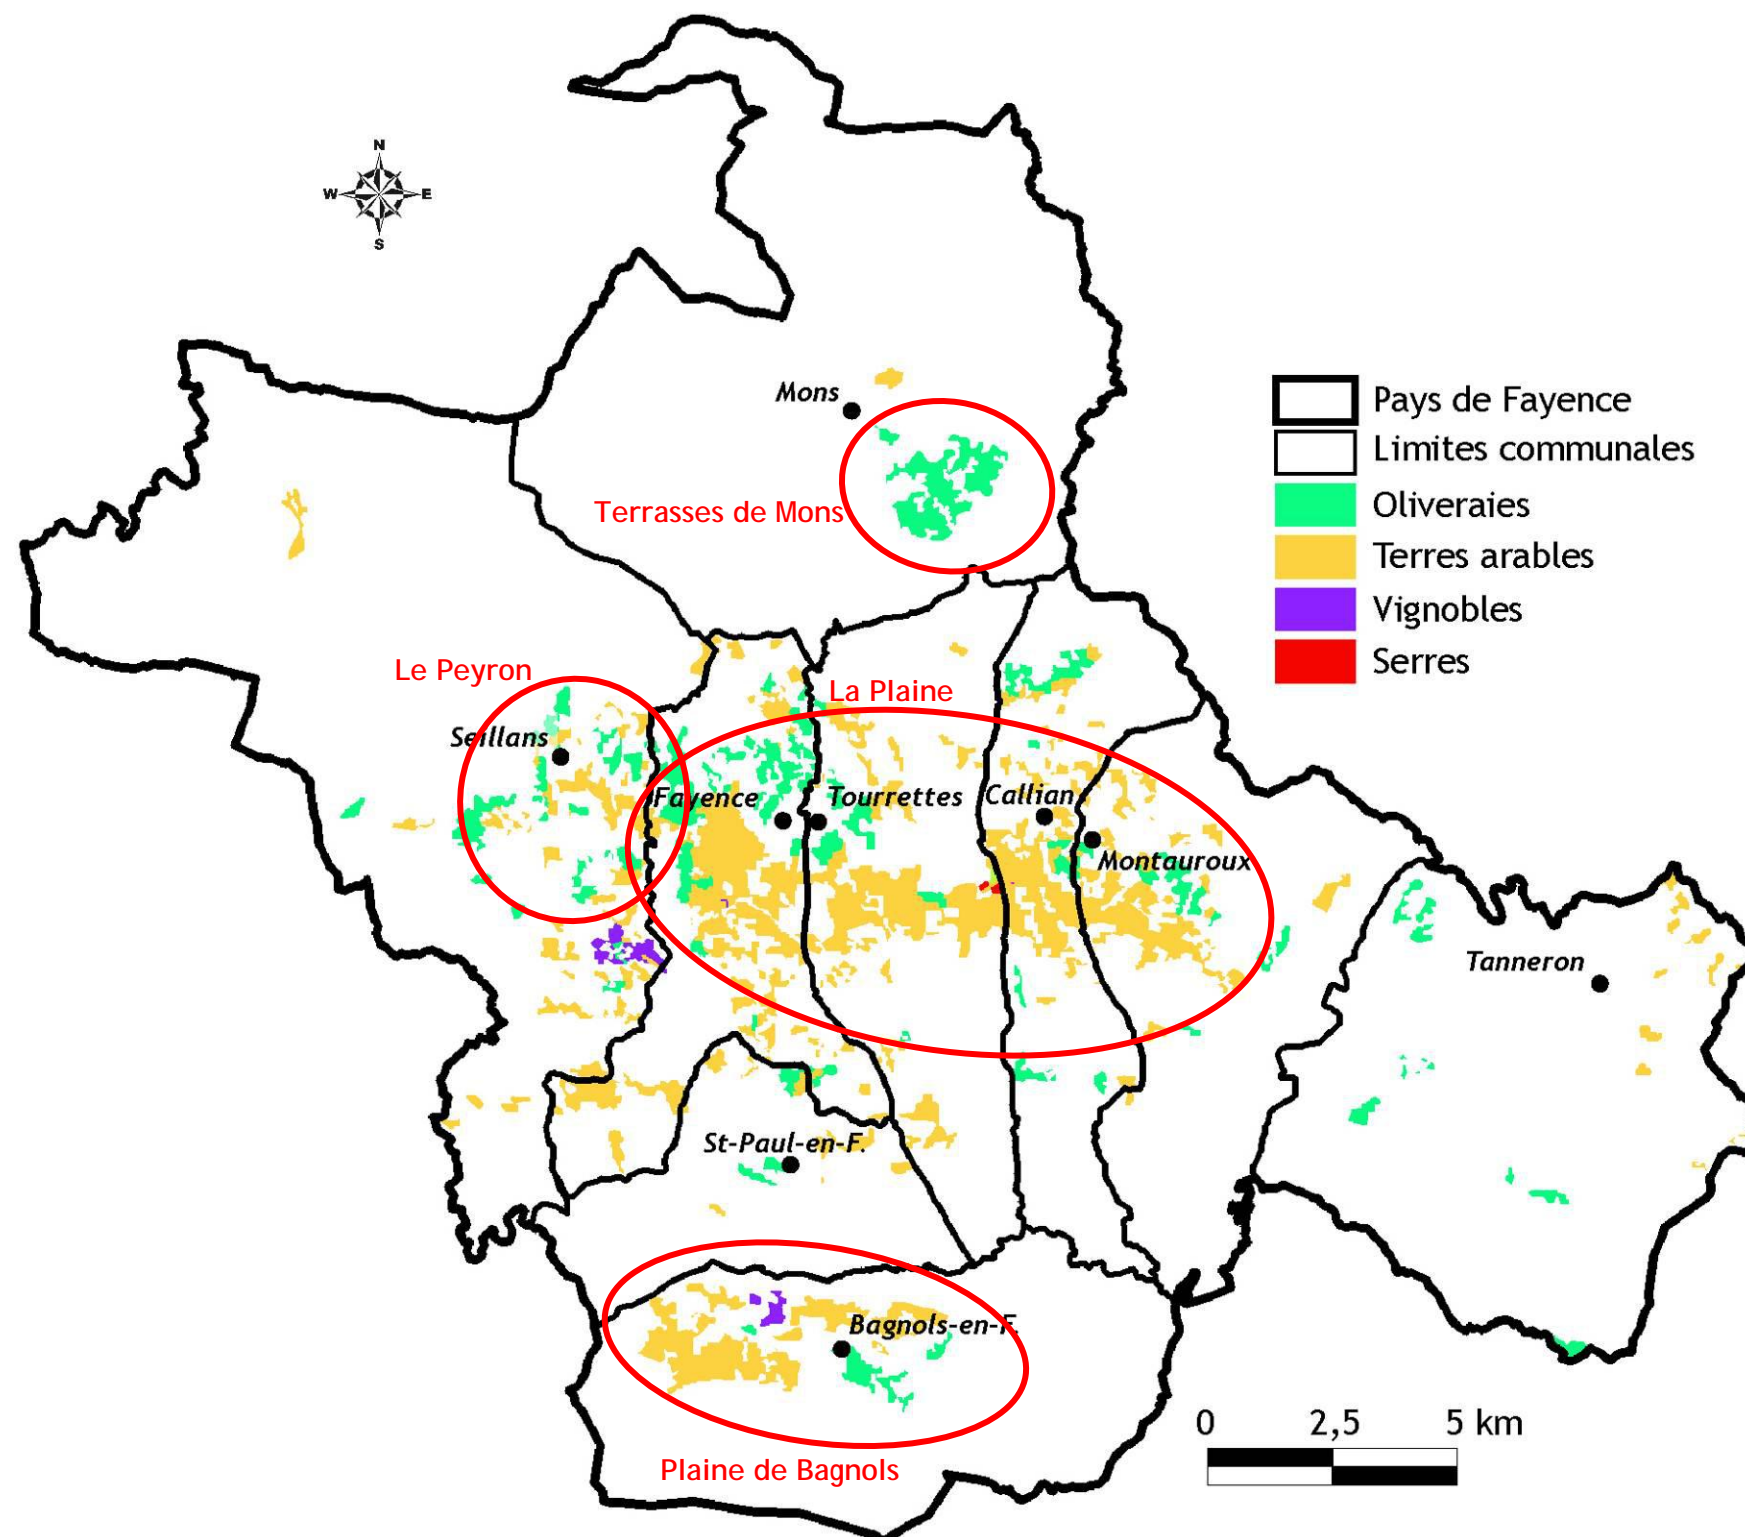 N
W
E
S
Mons
Pays de Fayence
Limites communales
Oliveraies
Terres arables
Vignobles
Serres
Terrasses de Mons
Le Peyron
La Plaine
Seillans
Fayence
Tourrettes
Callian
Montauroux
Tanneron
St-Paul-en-F.
Bagnols-en-F.
Plaine de Bagnols
0 2,5 5 km